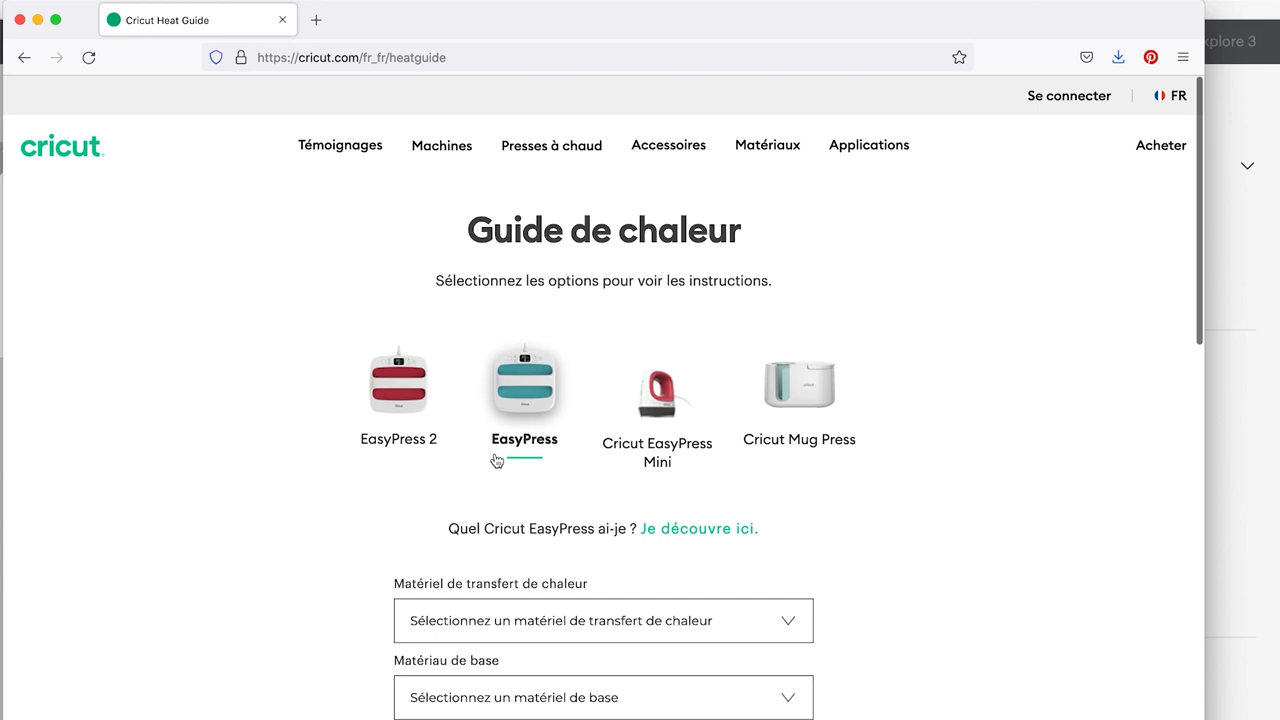 Cricut Heat Guide
https://cricut.com/fr_fr/heatguide
xplore 3
Se connecter
FR
cricut
Témoignages
Machines
Presses à chaud
Accessoires
Matériaux
Applications
Acheter
Guide de chaleur
Sélectionnez les options pour voir les instructions.
EasyPress 2
EasyPress
Cricut EasyPress
Mini
Cricut Mug Press
Quel Cricut EasyPress ai-je ? Je découvre ici.
Matériel de transfert de chaleur
Sélectionnez un matériel de transfert de chaleur
Matériau de base
Sélectionnez un matériel de base